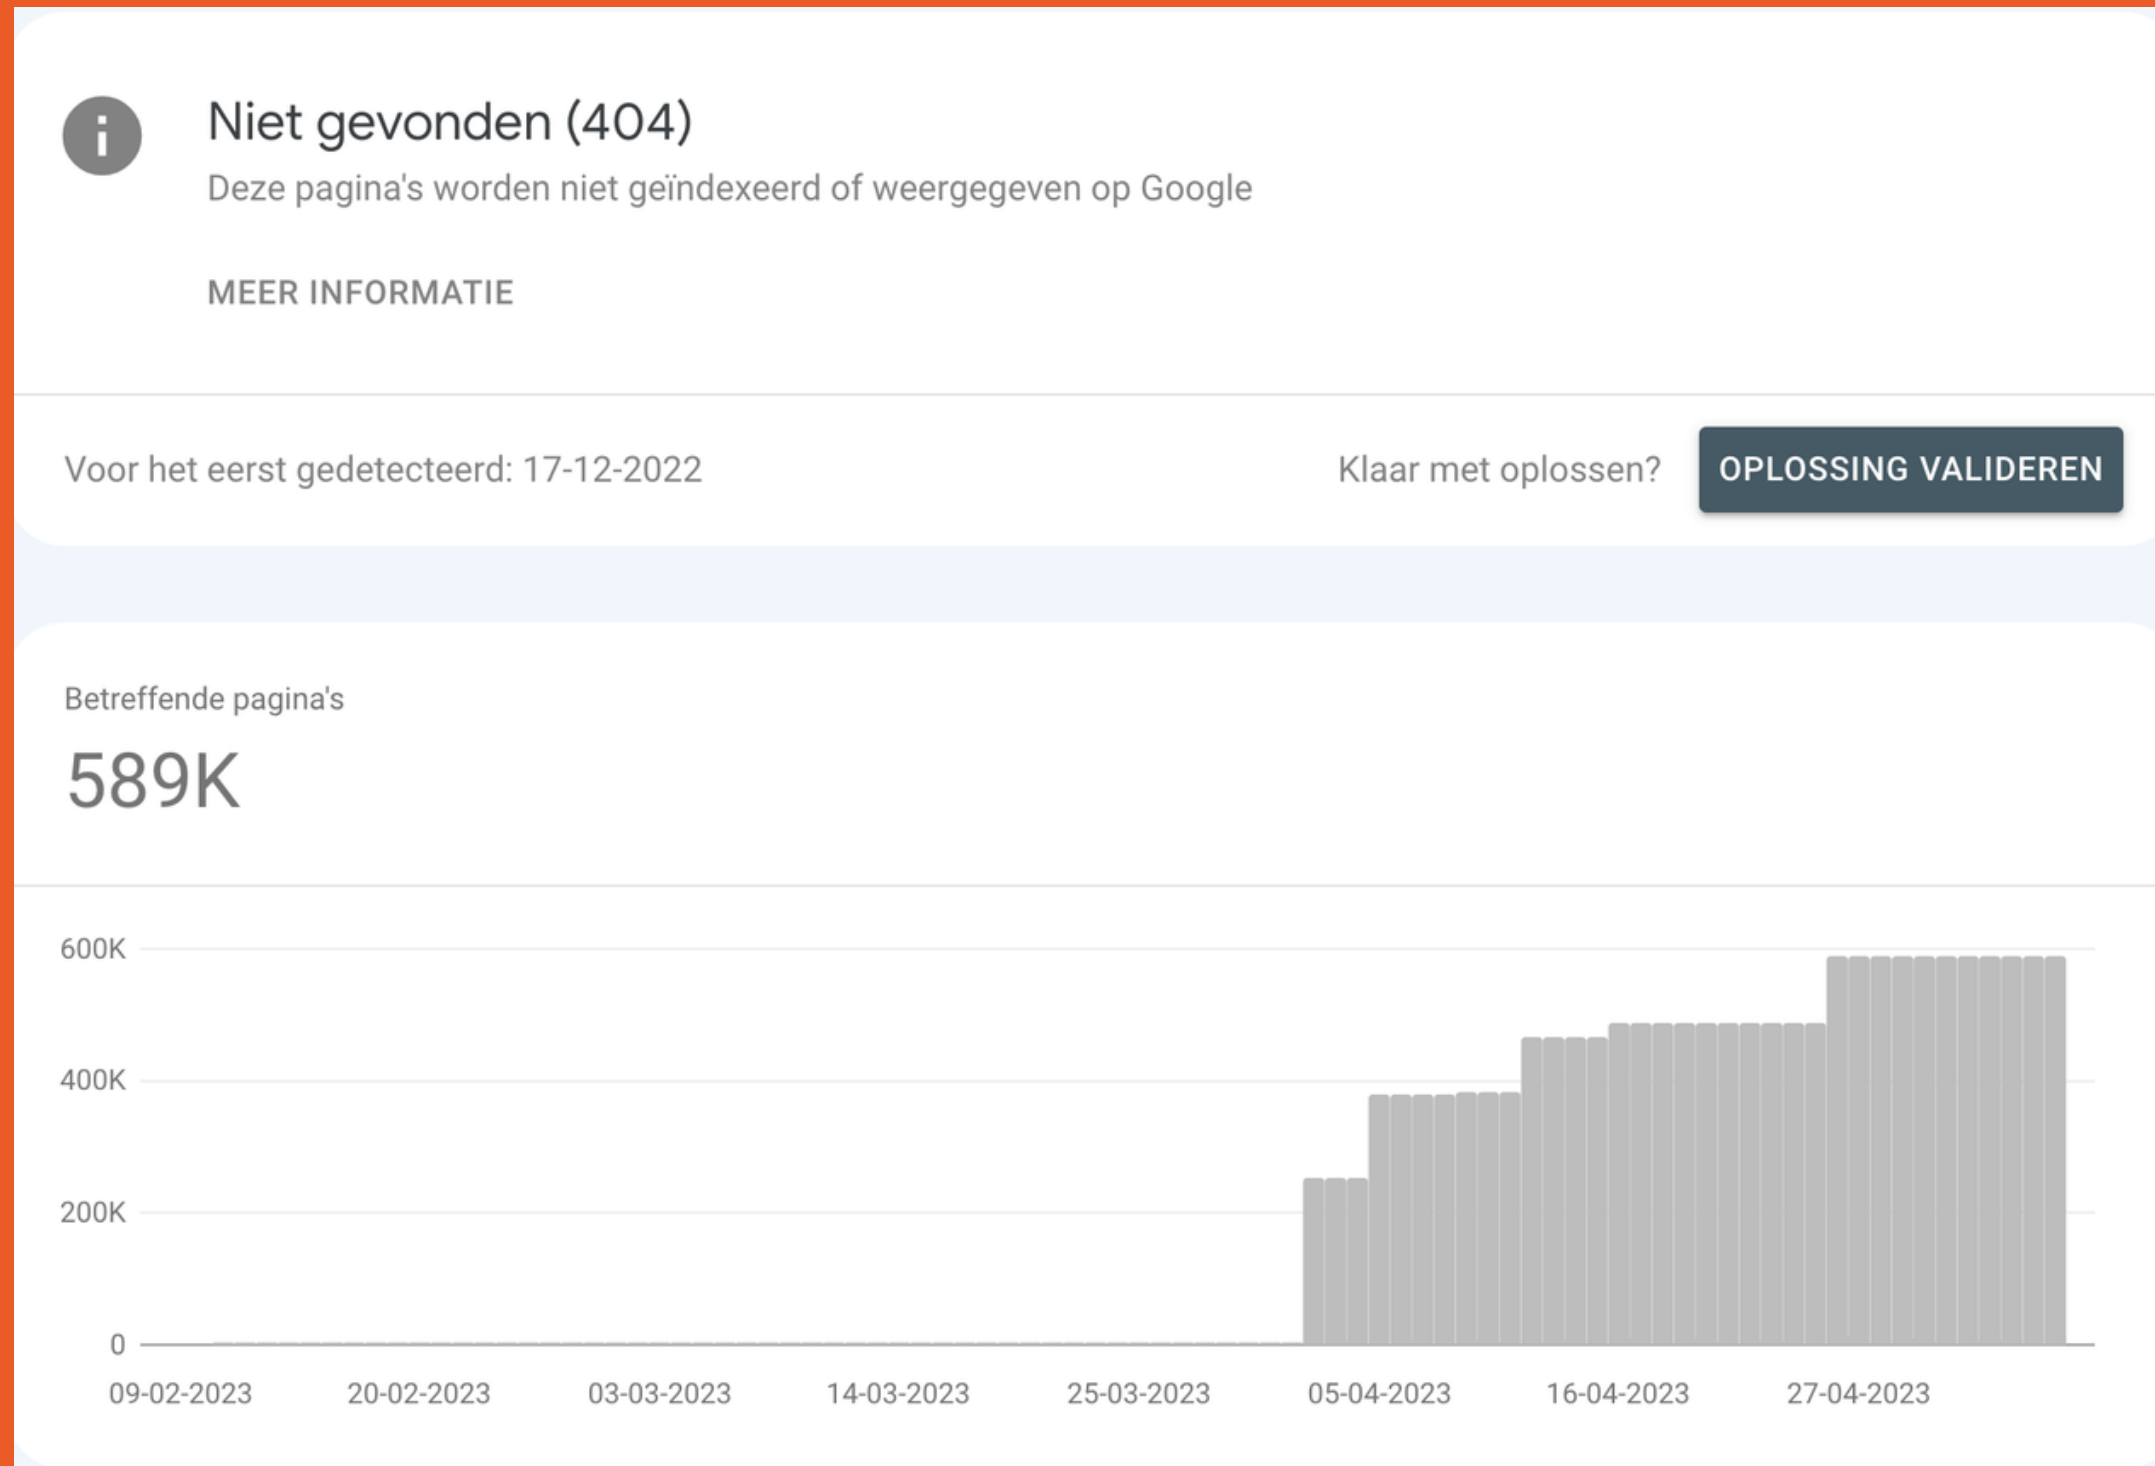 Niet gevonden (404)
Deze pagina's worden niet geïndexeerd of weergegeven op Google
MEER INFORMATIE
Voor het eerst gedetecteerd: 17-12-2022
Klaar met oplossen?
OPLOSSING VALIDEREN
Betreffende pagina's
589K
600K
400K
200K
0
09-02-2023 20-02-2023 03-03-2023 14-03-2023 25-03-2023 05-04-2023 16-04-2023 27-04-2023